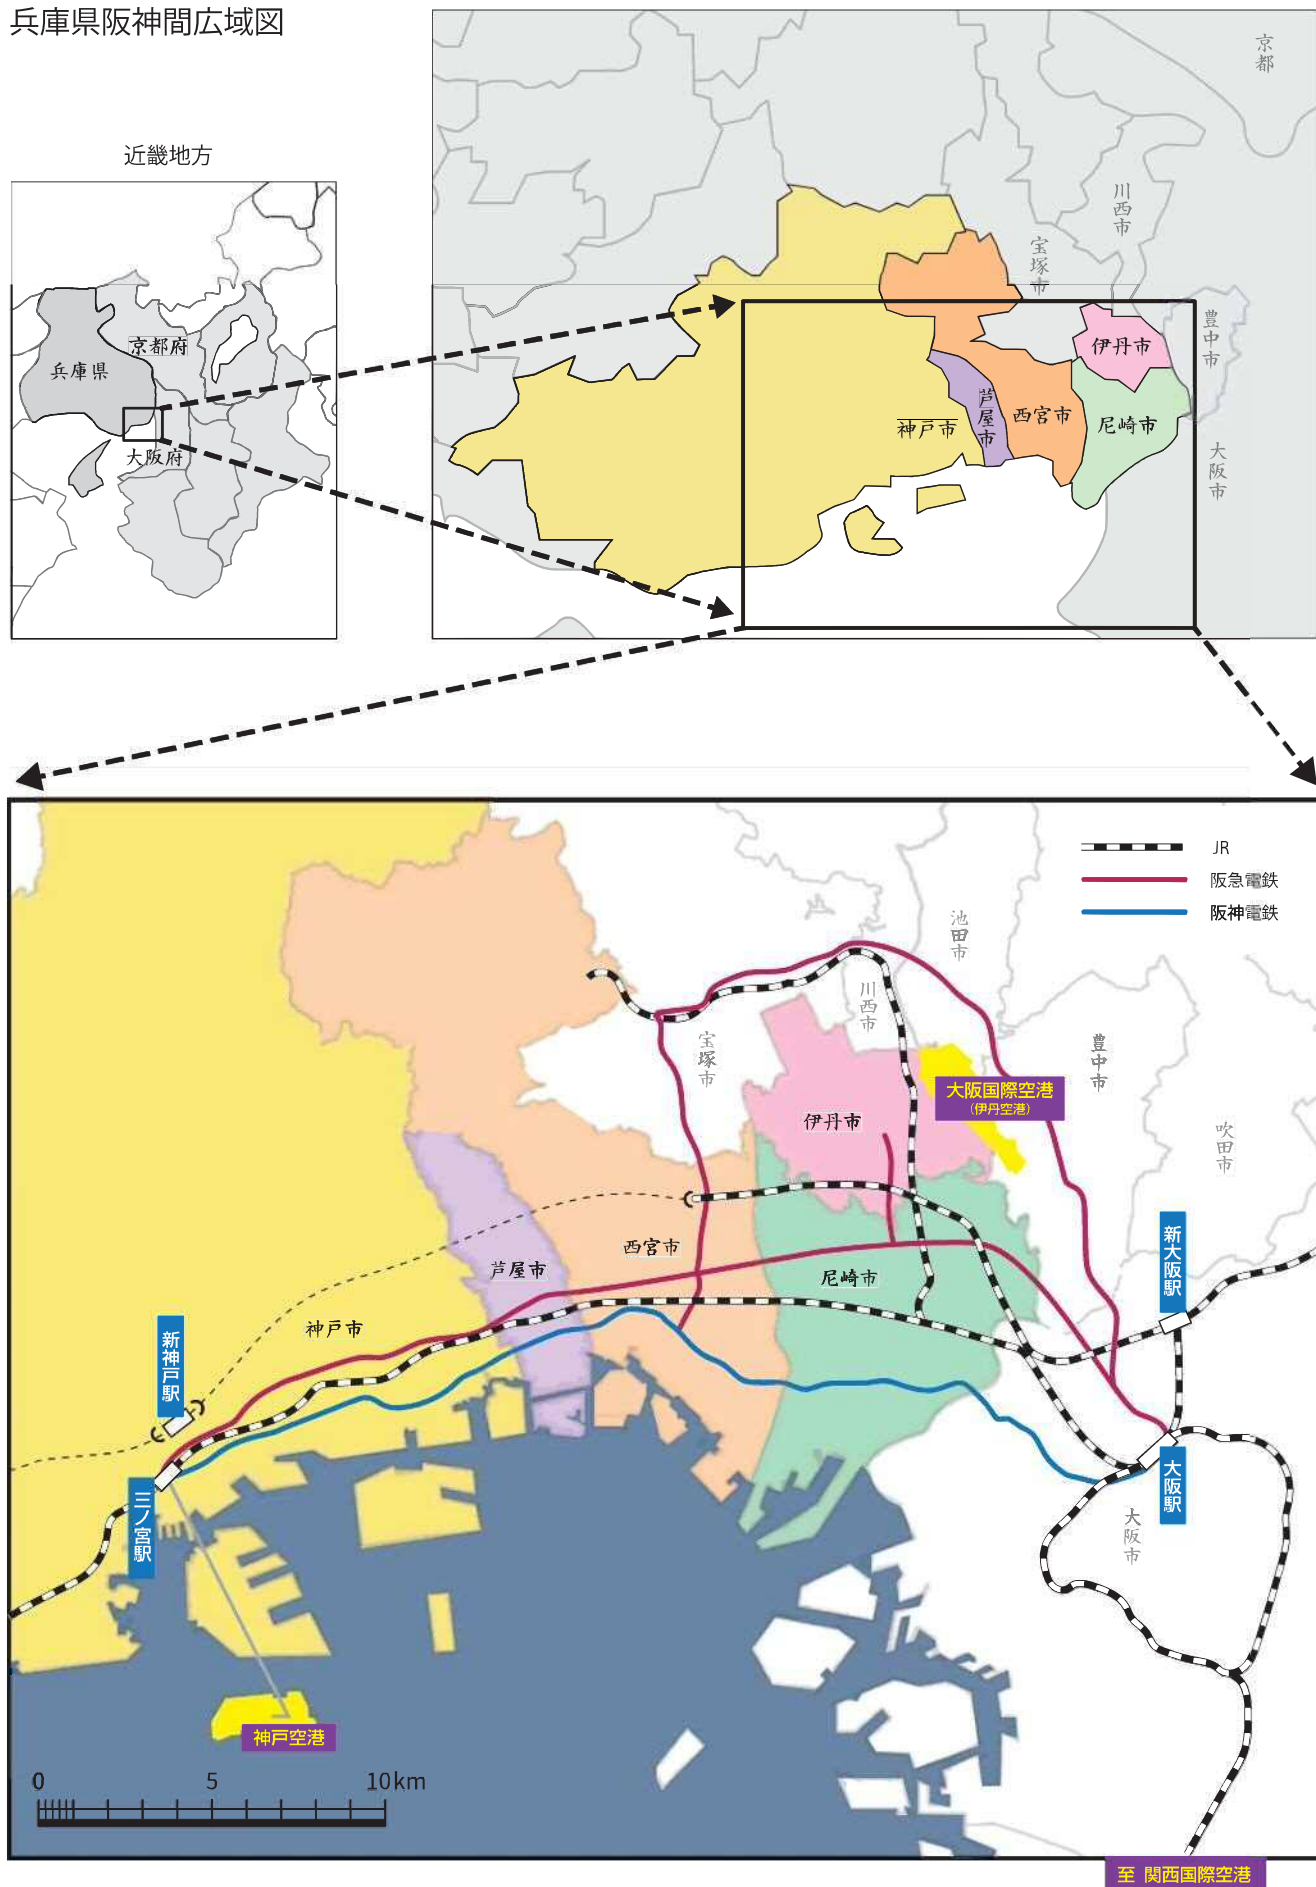 兵庫県阪神間広域図
近畿地方
京都府
兵庫県
大阪府
京都
川西市
宝塚市
豊中市
伊丹市
芦屋市
西宮市
神戸市
尼崎市
大阪市
JR
阪急電鉄
阪神電鉄
池田市
川西市
宝塚市
豊中市
大阪国際空港
(伊丹空港)
伊丹市
吹田市
西宮市
新大阪駅
芦屋市
尼崎市
神戸市
新神戸駅
三ノ宮駅
大阪駅
大阪市
神戸空港
0 5 10km
至 関西国際空港